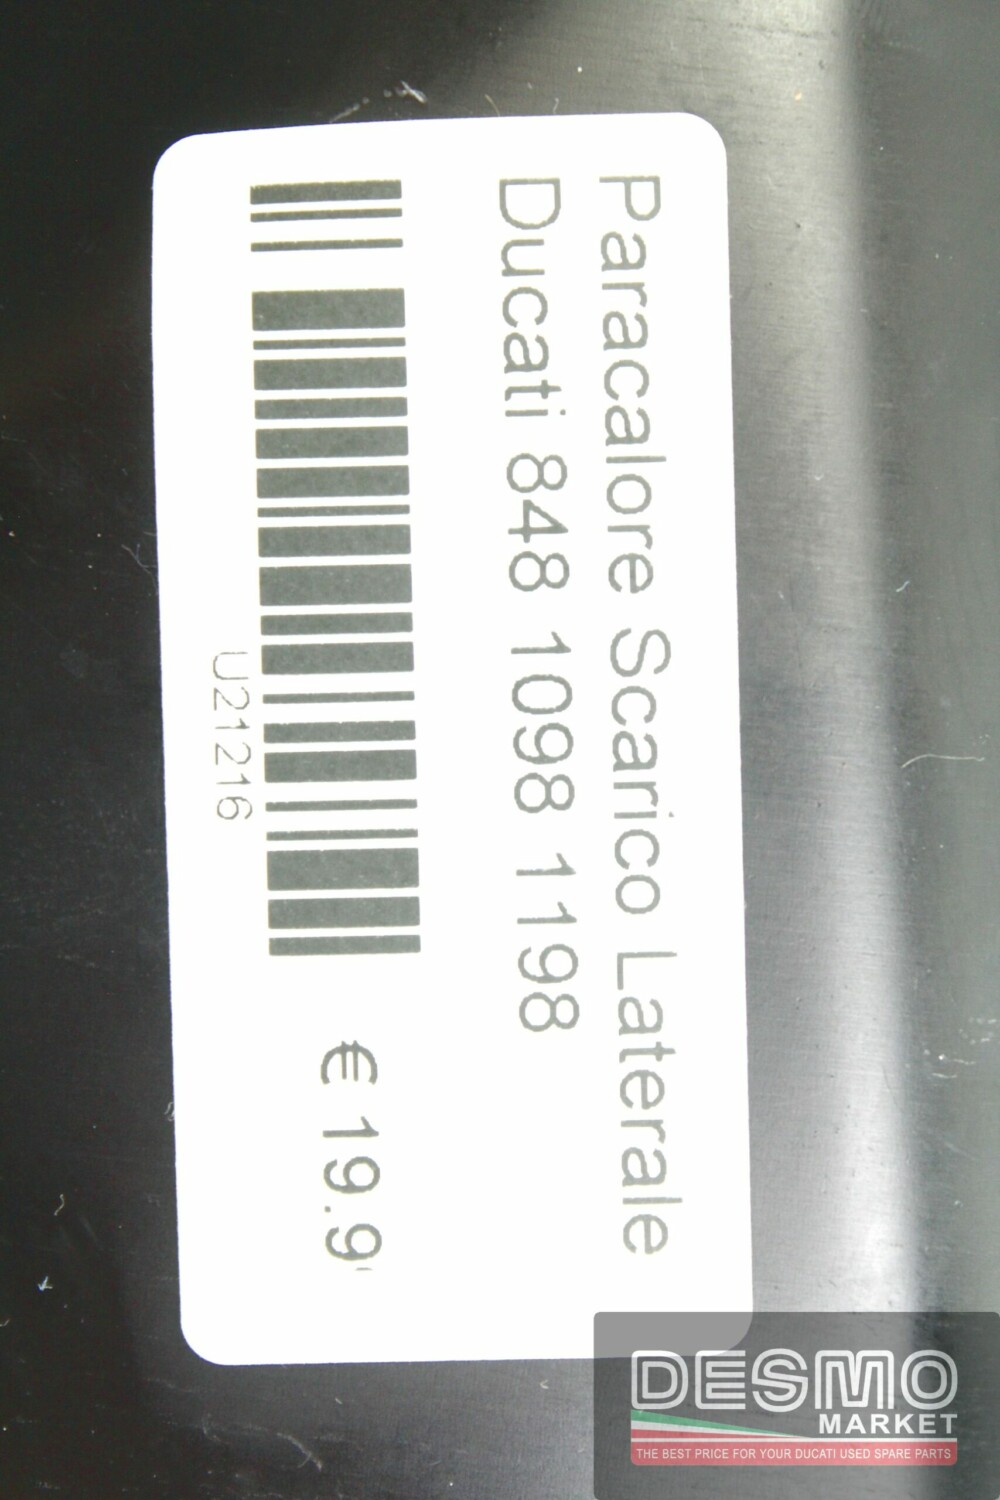 Paracalore Scarico Laterale
Ducati 848 1098 1198
U21216
€ 19.9
DESMO
MARKET
THE BEST PRICE FOR YOUR DUCATI USED SPARE PARTS